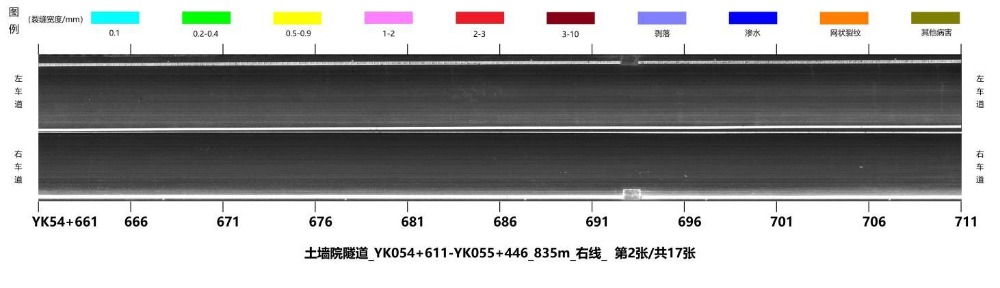 图例
(裂缝宽度/mm)
0.1
0.2-0.4
0.5-0.9
1-2
2-3
3-10
剥落
渗水
网状裂纹
其他病害
左车道
左车道
右车道
右车道
YK54+661 666 671 676 681 686 691 696 701 706 711
土墙院隧道_YK054+611-YK055+446_835m_右线_ 第2张/共17张